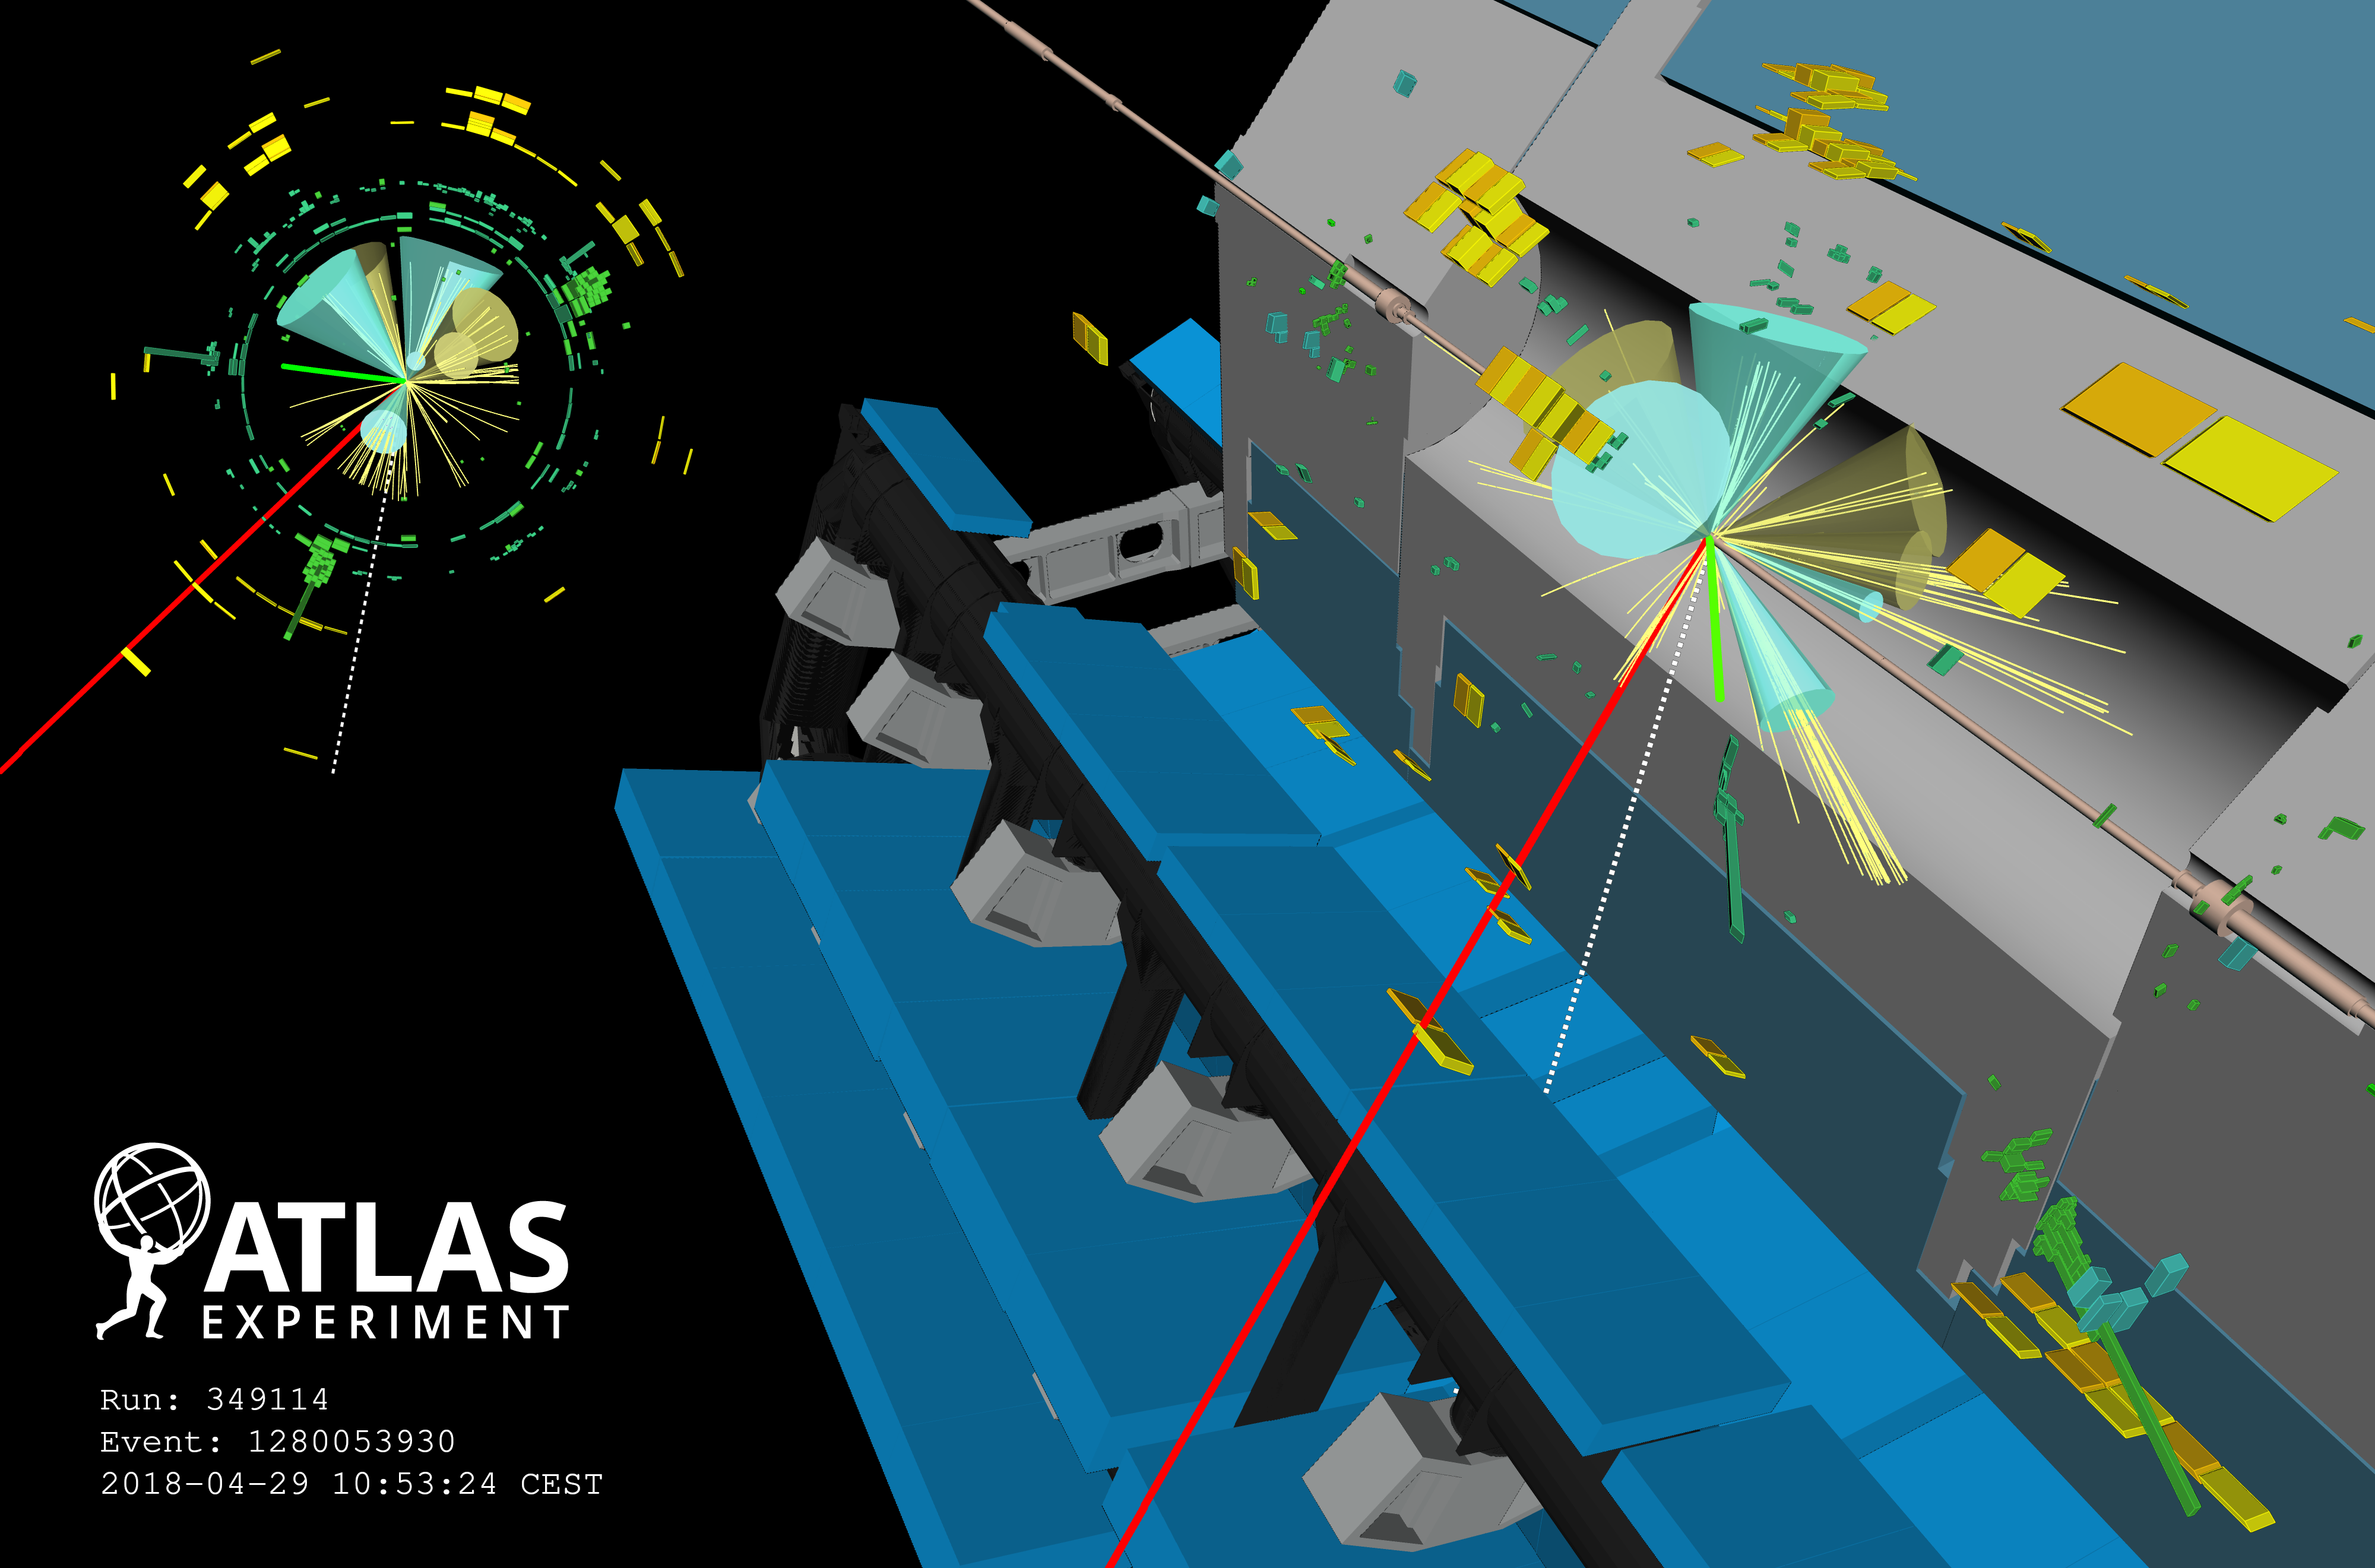 ATLAS
EXPERIMENT
Run: 349114
Event: 1280053930
2018-04-29 10:53:24 CEST